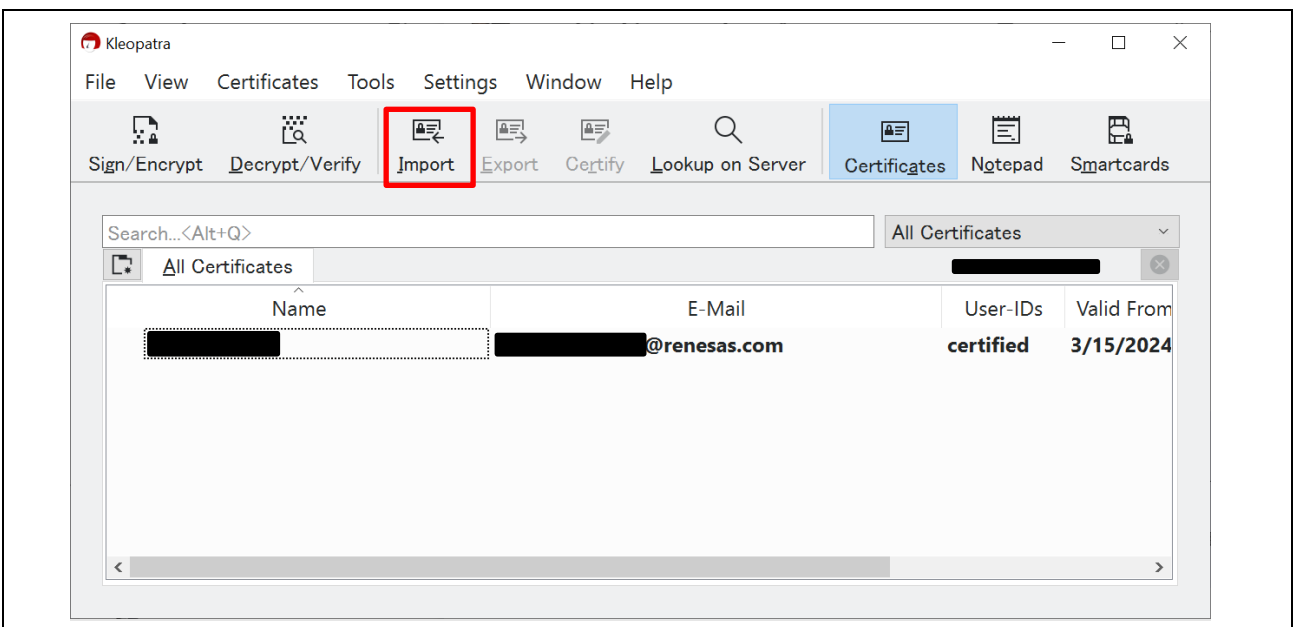 Kleopatra
File View Certificates Tools Settings Window Help
Sign/Encrypt Decrypt/Verify Import Export Certify Lookup on Server Certificates Notepad Smartcards
Search...<Alt+Q> All Certificates
All Certificates
Name E-Mail User-IDs Valid From
@renesas.com certified 3/15/2024